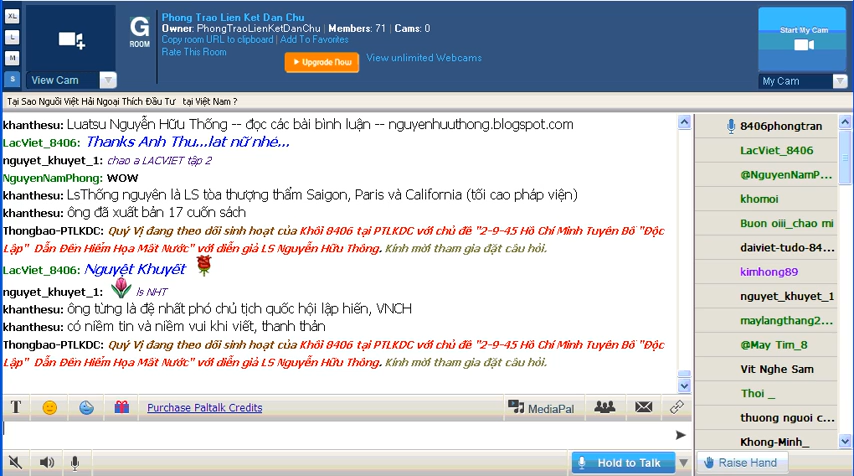 XL
L
M
S
View Cam
G
ROOM
Phong Trao Lien Ket Dan Chu
Owner: PhongTraoLienKetDanChu | Members: 71 | Cams: 0
Copy room URL to clipboard | Add To Favorites
Rate This Room
Upgrade Now
View unlimited Webcams
Start My Cam
My Cam
Tại Sao Người Việt Hải Ngoại Thích Đầu Tư tại Việt Nam ?
khanthesu: Luatsu Nguyễn Hữu Thống -- đọc các bài bình luận -- nguyenhuuthong.blogspot.com
LacViet_8406: Thanks Anh Thu...lat nữ nhé...
nguyet_khuyet_1: chao a LACVIET tập 2
NguyenNamPhong: WOW
khanthesu: LsThống nguyên là LS tòa thượng thẩm Saigon, Paris và California (tối cao pháp viện)
khanthesu: ông đã xuất bản 17 cuốn sách
Thongbao-PTLKDC: Quý Vị đang theo dõi sinh hoạt của Khối 8406 tại PTLKDC với chủ đề "2-9-45 Hồ Chí Minh Tuyên Bố "Độc
Lập" Dẫn Đến Hiểm Họa Mất Nước" với diễn giả LS Nguyễn Hữu Thống. Kính mời tham gia đặt câu hỏi.
LacViet_8406: Nguyệt Khuyết
nguyet_khuyet_1: ls NHT
khanthesu: ông từng là đệ nhất phó chủ tịch quốc hội lập hiến, VNCH
khanthesu: có niềm tin và niềm vui khi viết, thanh thản
Thongbao-PTLKDC: Quý Vị đang theo dõi sinh hoạt của Khối 8406 tại PTLKDC với chủ đề "2-9-45 Hồ Chí Minh Tuyên Bố "Độc
Lập" Dẫn Đến Hiểm Họa Mất Nước" với diễn giả LS Nguyễn Hữu Thống. Kính mời tham gia đặt câu hỏi.
T
Purchase Paltalk Credits
MediaPal
Hold to Talk
8406phongtran
LacViet_8406
@NguyenNamP...
khomoi
Buon oiii_chao mi
daiviet-tudo-84...
kimhong89
nguyet_khuyet_1
maylangthang2...
@May Tim_8
Vit Nghe Sam
Thoi _
thuong nguoi c...
Khong-Minh_
Raise Hand